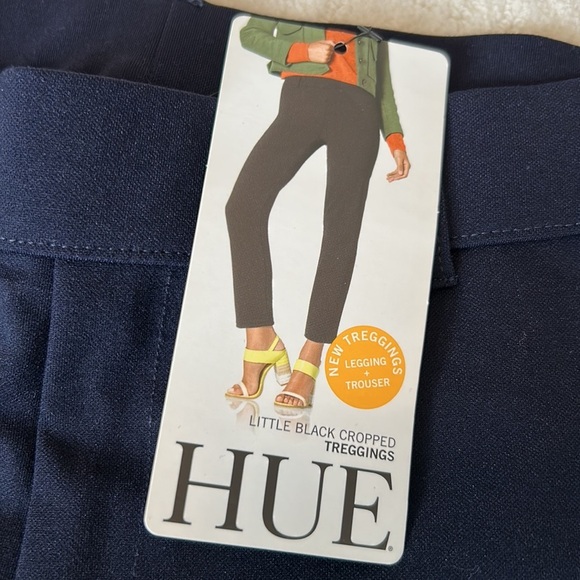 NEW TREGGINGS
LEGGING
+
TROUSER
LITTLE BLACK CROPPED
TREGGINGS
HUE®